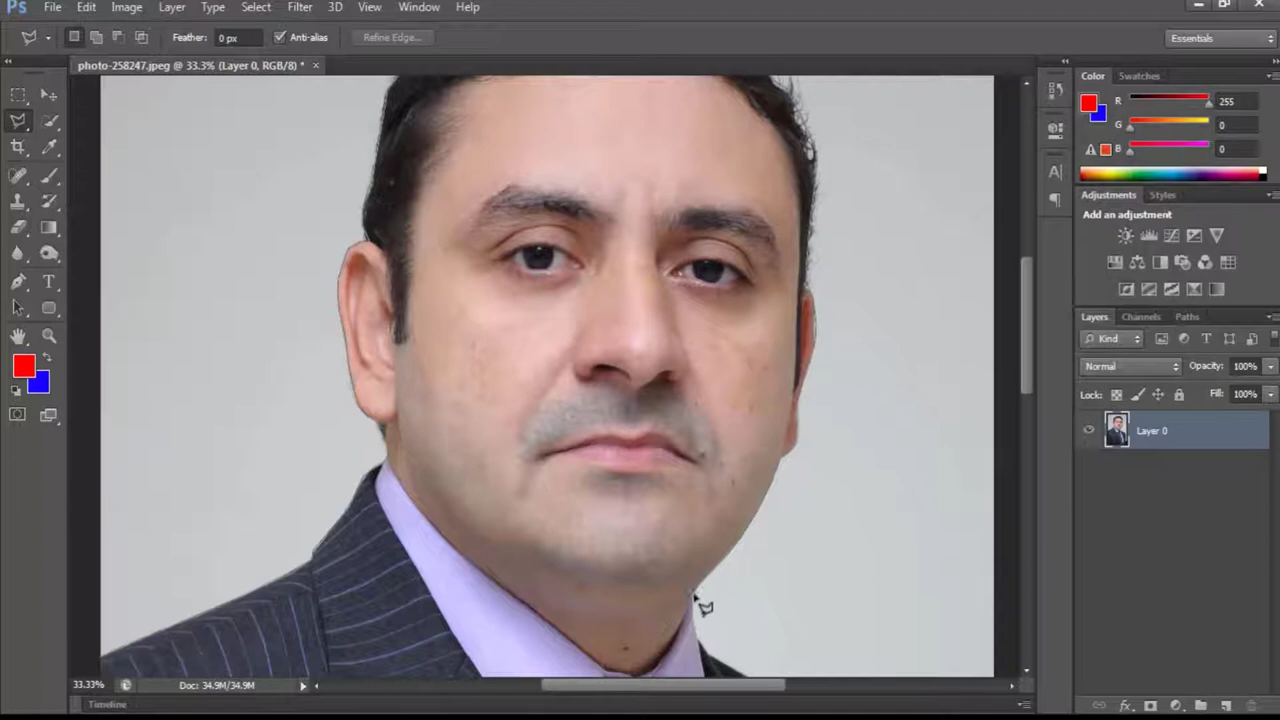 Ps File Edit Image Layer Type Select Filter 3D View Window Help
Feather: 0 px Anti-alias Refine Edge... Essentials
photo-258247.jpeg @ 33.3% (Layer 0, RGB/8) * ×
Color Swatches
R 255
G 0
B 0
Adjustments Styles
Add an adjustment
Layers Channels Paths
Kind
Normal Opacity: 100%
Lock: Fill: 100%
Layer 0
33.33% Doc: 34.9M/34.9M
Timeline